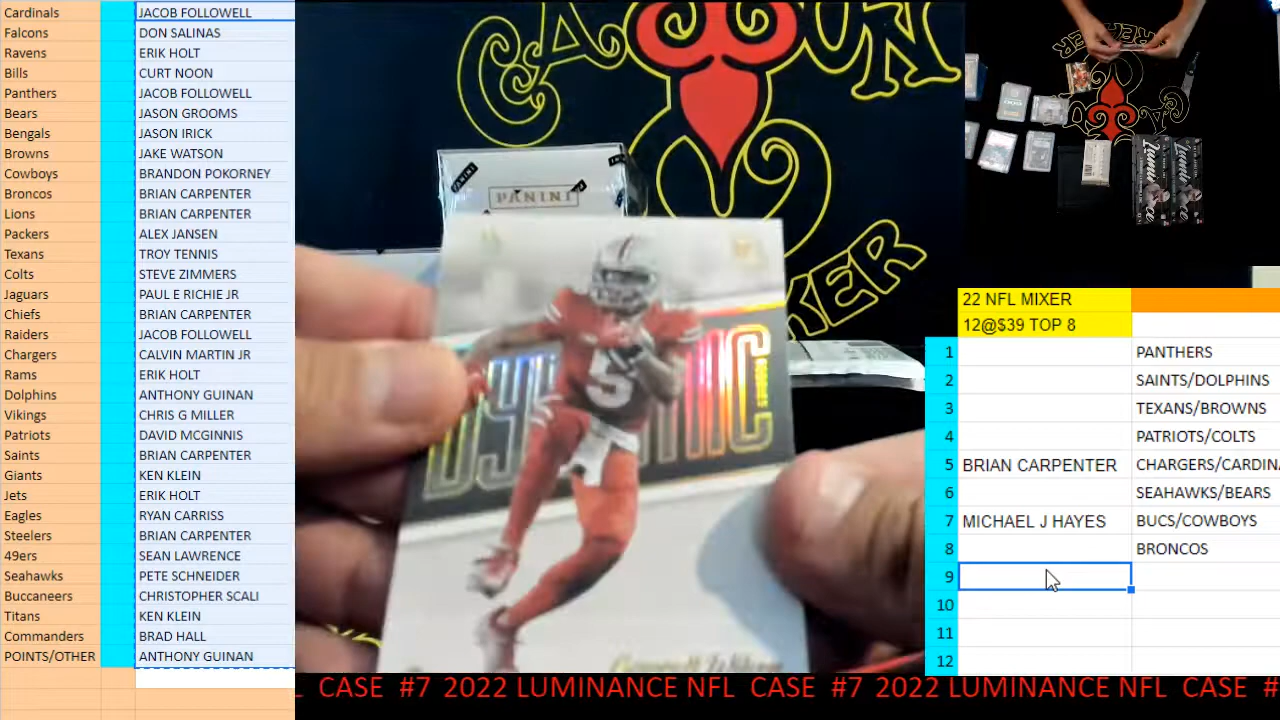 Cardinals JACOB FOLLOWELL
Falcons DON SALINAS
Ravens ERIK HOLT
Bills CURT NOON
Panthers JACOB FOLLOWELL
Bears JASON GROOMS
Bengals JASON IRICK
Browns JAKE WATSON
Cowboys BRANDON POKORNEY
Broncos BRIAN CARPENTER
Lions BRIAN CARPENTER
Packers ALEX JANSEN
Texans TROY TENNIS
Colts STEVE ZIMMERS
Jaguars PAUL E RICHIE JR
Chiefs BRIAN CARPENTER
Raiders JACOB FOLLOWELL
Chargers CALVIN MARTIN JR
Rams ERIK HOLT
Dolphins ANTHONY GUINAN
Vikings CHRIS G MILLER
Patriots DAVID MCGINNIS
Saints BRIAN CARPENTER
Giants KEN KLEIN
Jets ERIK HOLT
Eagles RYAN CARRISS
Steelers BRIAN CARPENTER
49ers SEAN LAWRENCE
Seahawks PETE SCHNEIDER
Buccaneers CHRISTOPHER SCALI
Titans KEN KLEIN
Commanders BRAD HALL
POINTS/OTHER ANTHONY GUINAN
PANINI
5
22 NFL MIXER
12@$39 TOP 8
1 PANTHERS
2 SAINTS/DOLPHINS
3 TEXANS/BROWNS
4 PATRIOTS/COLTS
5 BRIAN CARPENTER CHARGERS/CARDINA
6 SEAHAWKS/BEARS
7 MICHAEL J HAYES BUCS/COWBOYS
8 BRONCOS
9
10
11
12
CASE #7 2022 LUMINANCE NFL CASE #7 2022 LUMINANCE NFL CASE #